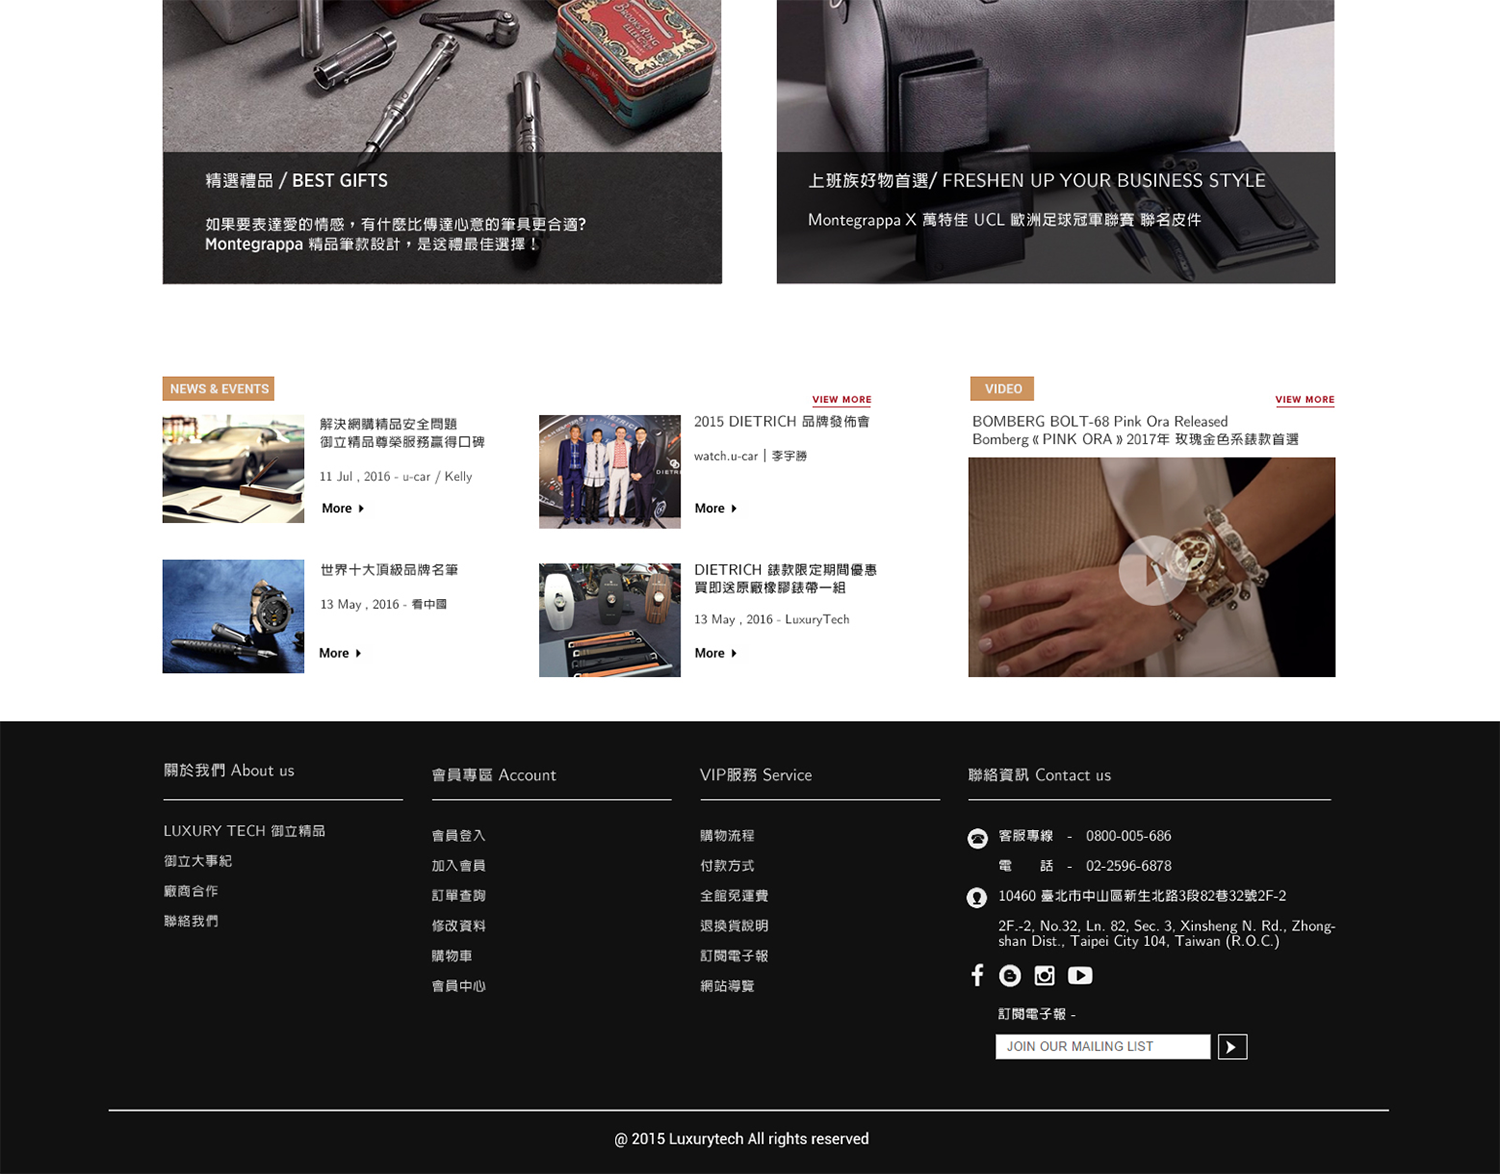 BROOKS RING
精選禮品 / BEST GIFTS
如果要表達愛的情感，有什麼比傳達心意的筆具更合適?
Montegrappa 精品筆款設計，是送禮最佳選擇！
上班族好物首選/ FRESHEN UP YOUR BUSINESS STYLE
Montegrappa X 萬特佳 UCL 歐洲足球冠軍聯賽 聯名皮件
NEWS & EVENTS
VIEW MORE
解決網購精品安全問題
御立精品尊榮服務贏得口碑
11 Jul , 2016 - u-car / Kelly
More
2015 DIETRICH 品牌發佈會
watch.u-car｜李宇勝
More
世界十大頂級品牌名筆
13 May , 2016 - 看中國
More
DIETRICH 錶款限定期間優惠
買即送原廠橡膠錶帶一組
13 May , 2016 - LuxuryTech
More
VIDEO
VIEW MORE
BOMBERG BOLT-68 Pink Ora Released
Bomberg《 PINK ORA 》2017年 玫瑰金色系錶款首選
關於我們 About us
LUXURY TECH 御立精品
御立大事紀
廠商合作
聯絡我們
會員專區 Account
會員登入
加入會員
訂單查詢
修改資料
購物車
會員中心
VIP服務 Service
購物流程
付款方式
全館免運費
退換貨說明
訂閱電子報
網站導覽
聯絡資訊 Contact us
客服專線 - 0800-005-686
電 話 - 02-2596-6878
10460 臺北市中山區新生北路3段82巷32號2F-2
2F.-2, No.32, Ln. 82, Sec. 3, Xinsheng N. Rd., Zhong-
shan Dist., Taipei City 104, Taiwan (R.O.C.)
訂閱電子報 -
JOIN OUR MAILING LIST
@ 2015 Luxurytech All rights reserved